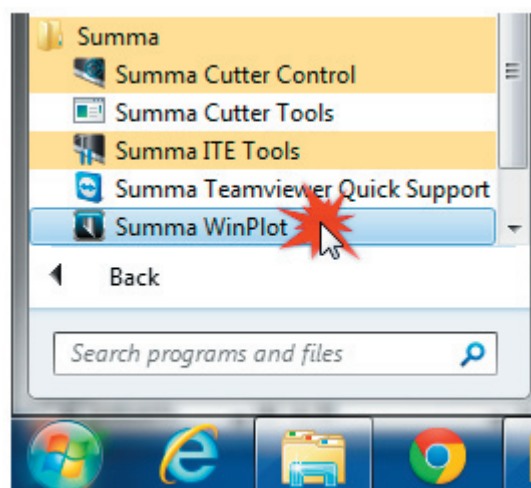 Summa
Summa Cutter Control
Summa Cutter Tools
Summa ITE Tools
Summa Teamviewer Quick Support
Summa WinPlot
Back
Search programs and files